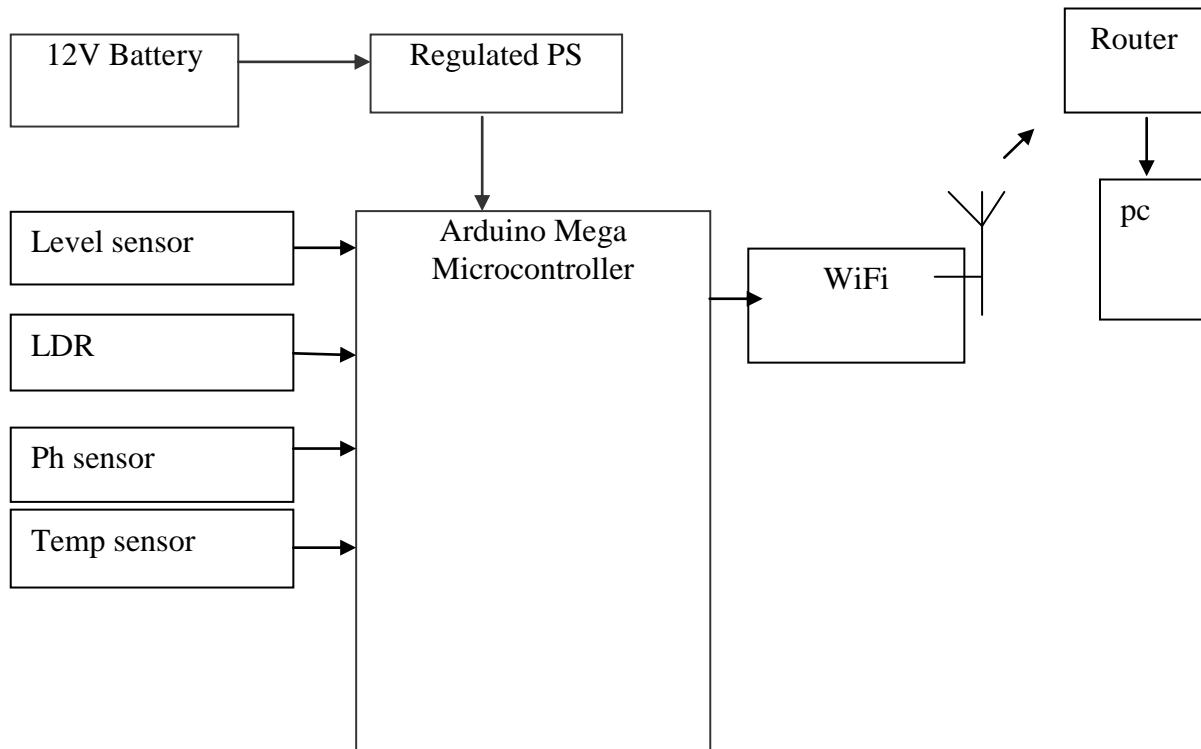 12V Battery
Regulated PS
Router
pc
Level sensor
Arduino Mega
Microcontroller
WiFi
LDR
Ph sensor
Temp sensor